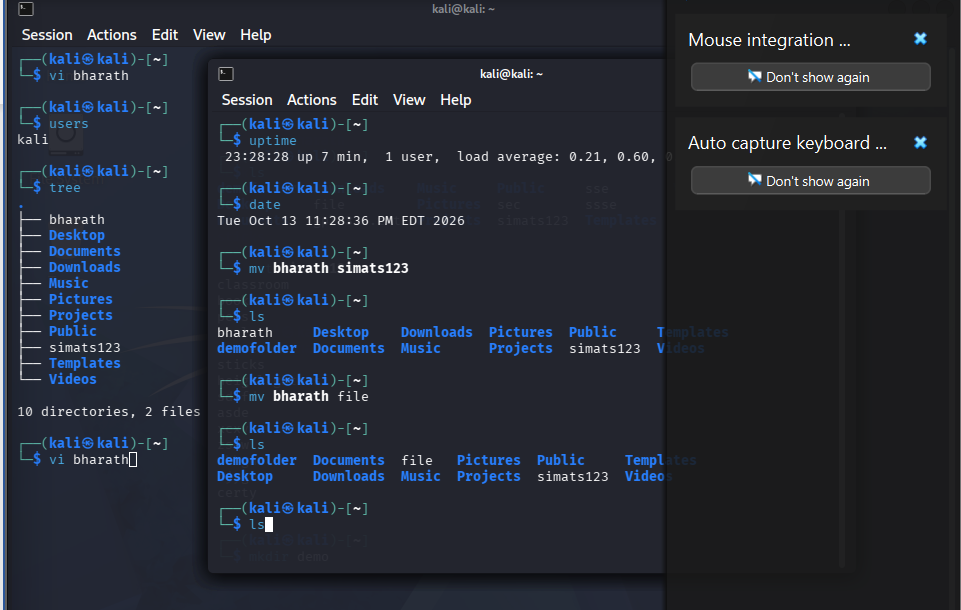 kali@kali: ~
Session Actions Edit View Help
┌──(kali㉿kali)-[~]
└─$ vi bharath
┌──(kali㉿kali)-[~]
└─$ users
kali
┌──(kali㉿kali)-[~]
└─$ tree
.
├── bharath
├── Desktop
├── Documents
├── Downloads
├── Music
├── Pictures
├── Projects
├── Public
├── simats123
├── Templates
└── Videos
10 directories, 2 files
┌──(kali㉿kali)-[~]
└─$ vi bharath
kali@kali: ~
Session Actions Edit View Help
┌──(kali㉿kali)-[~]
└─$ uptime
23:28:28 up 7 min, 1 user, load average: 0.21, 0.60, 0
┌──(kali㉿kali)-[~]
└─$ date
Tue Oct 13 11:28:36 PM EDT 2026
┌──(kali㉿kali)-[~]
└─$ mv bharath simats123
┌──(kali㉿kali)-[~]
└─$ ls
bharath Desktop Downloads Pictures Public Templates
demofolder Documents Music Projects simats123 Videos
┌──(kali㉿kali)-[~]
└─$ mv bharath file
┌──(kali㉿kali)-[~]
└─$ ls
demofolder Documents file Pictures Public Templates
Desktop Downloads Music Projects simats123 Videos
┌──(kali㉿kali)-[~]
└─$ ls
Mouse integration ...
Don't show again
Auto capture keyboard ...
Don't show again